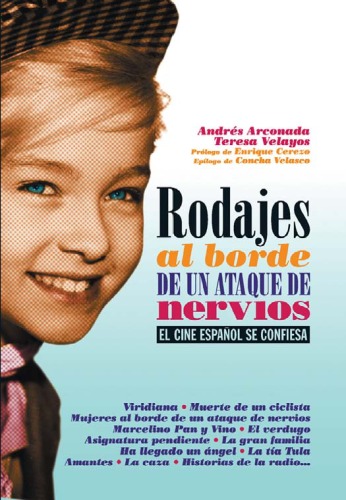 Andrés Arconada
Teresa Velayos
Prólogo de Enrique Cerezo
Epílogo de Concha Velasco
Rodajes
al borde
DE UN ATAQUE DE
nervios
EL CINE ESPAÑOL SE CONFIESA
Viridiana • Muerte de un ciclista
Mujeres al borde de un ataque de nervios
Marcelino Pan y Vino • El verdugo
Asignatura pendiente • La gran familia
Ha llegado un ángel • La tía Tula
Amantes • La caza • Historias de la radio...